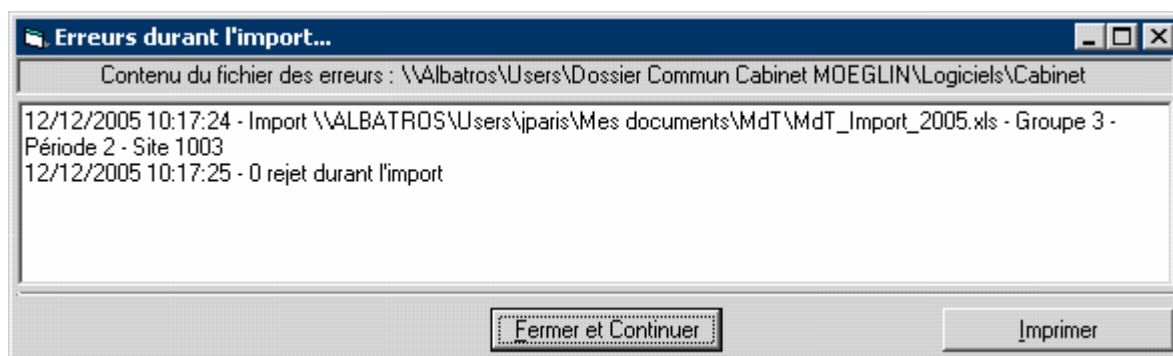 Erreurs durant l'import...
Contenu du fichier des erreurs : \\Albatros\Users\Dossier Commun Cabinet MOEGLIN\Logiciels\Cabinet
12/12/2005 10:17:24 - Import \\ALBATROS\Users\jparis\Mes documents\MdT\MdT_Import_2005.xls - Groupe 3 -
Période 2 - Site 1003
12/12/2005 10:17:25 - 0 rejet durant l'import
Fermer et Continuer
Imprimer